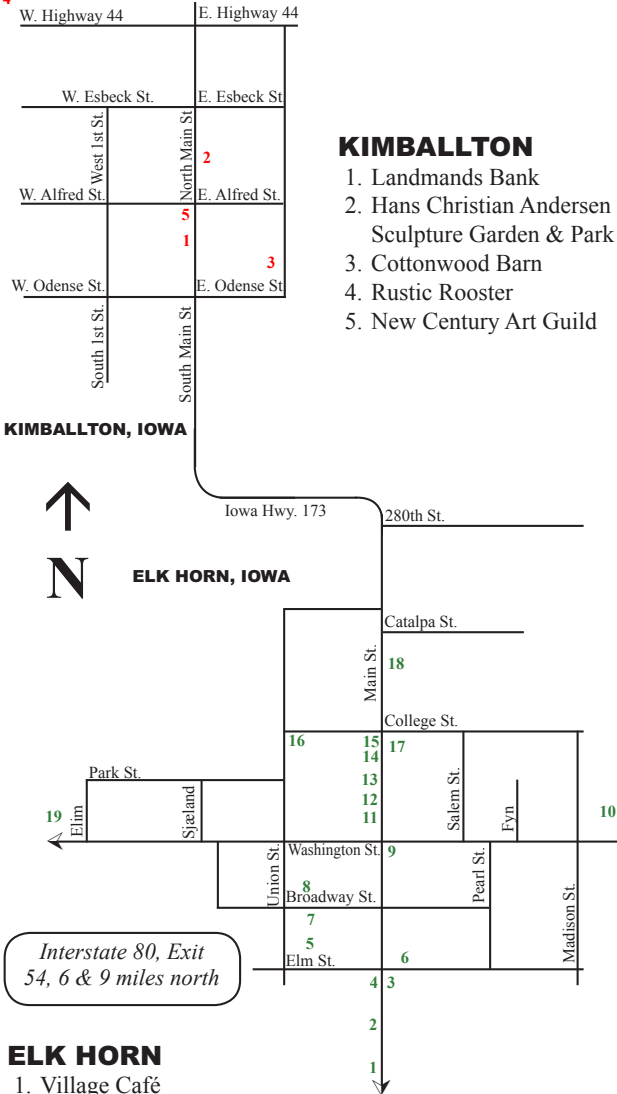 4
W. Highway 44
E. Highway 44
W. Esbeck St.
E. Esbeck St
West 1st St.
North Main St
2
W. Alfred St.
E. Alfred St.
5
1
3
W. Odense St.
E. Odense St
South 1st St.
South Main St
KIMBALLTON
1. Landmands Bank
2. Hans Christian Andersen
Sculpture Garden & Park
3. Cottonwood Barn
4. Rustic Rooster
5. New Century Art Guild
KIMBALLTON, IOWA
N
Iowa Hwy. 173
280th St.
ELK HORN, IOWA
Catalpa St.
Main St.
18
College St.
16
15
17
14
Park St.
13
12
11
19
Elim
Sjæland
Salem St.
Fyn
10
Washington St.
9
Union St.
8
Broadway St.
Pearl St.
Madison St.
7
5
6
Elm St.
4
3
2
1
Interstate 80, Exit
54, 6 & 9 miles north
ELK HORN
1. Village Café